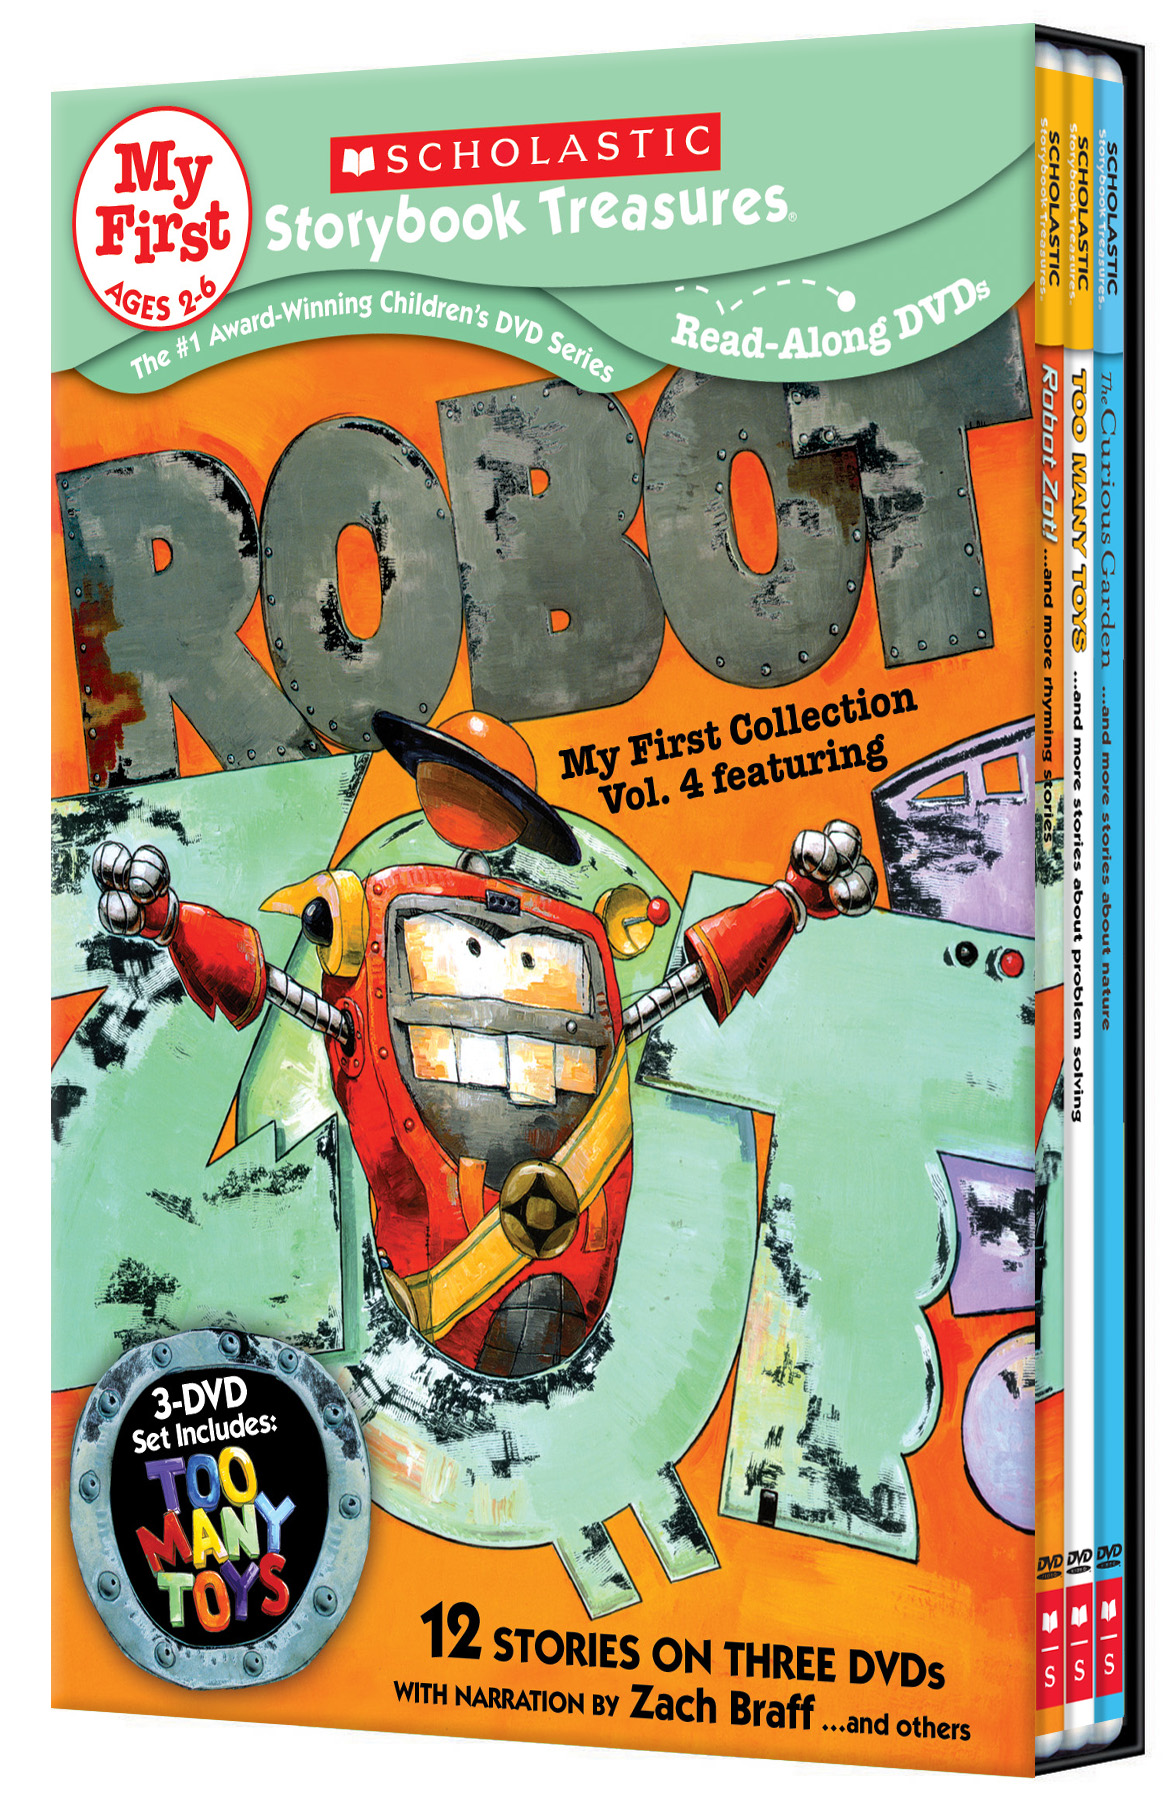 My
First
AGES 2-6
SCHOLASTIC
Storybook Treasures®
The #1 Award-Winning Children's DVD Series
Read-Along DVDs
ROBOT
My First Collection
Vol. 4 featuring
ZOT!
3-DVD
Set Includes:
TOO
MANY
TOYS
12 STORIES ON THREE DVDs
WITH NARRATION BY Zach Braff ...and others
SCHOLASTIC
Storybook Treasures®
Robot Zot! ...and more rhyming stories
DVD
VIDEO
S
SCHOLASTIC
Storybook Treasures®
TOO MANY TOYS ...and more stories about problem solving
DVD
VIDEO
S
SCHOLASTIC
Storybook Treasures®
The Curious Garden ...and more stories about nature
DVD
VIDEO
S